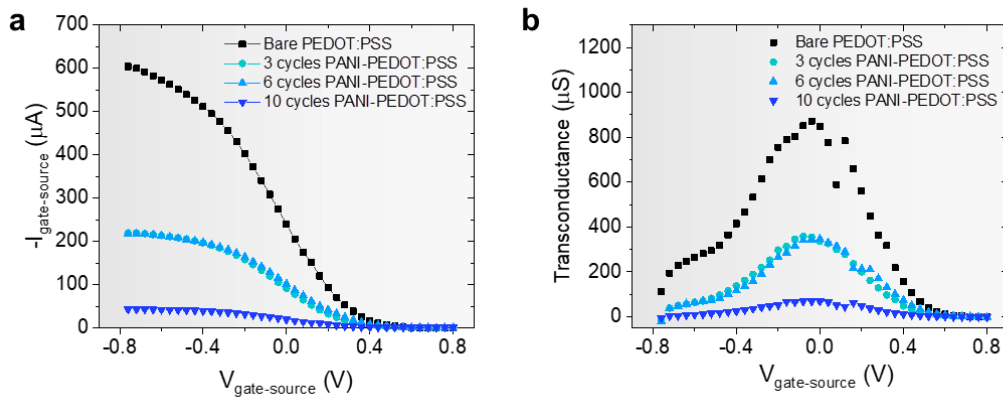 a
700
600
500
400
300
200
100
0
-I gate-source (μA)
Bare PEDOT:PSS
3 cycles PANI-PEDOT:PSS
6 cycles PANI-PEDOT:PSS
10 cycles PANI-PEDOT:PSS
-0.8 -0.4 0.0 0.4 0.8
V gate-source (V)
b
1200
1000
800
600
400
200
0
Transconductance (μS)
Bare PEDOT:PSS
3 cycles PANI-PEDOT:PSS
6 cycles PANI-PEDOT:PSS
10 cycles PANI-PEDOT:PSS
-0.8 -0.4 0.0 0.4 0.8
V gate-source (V)